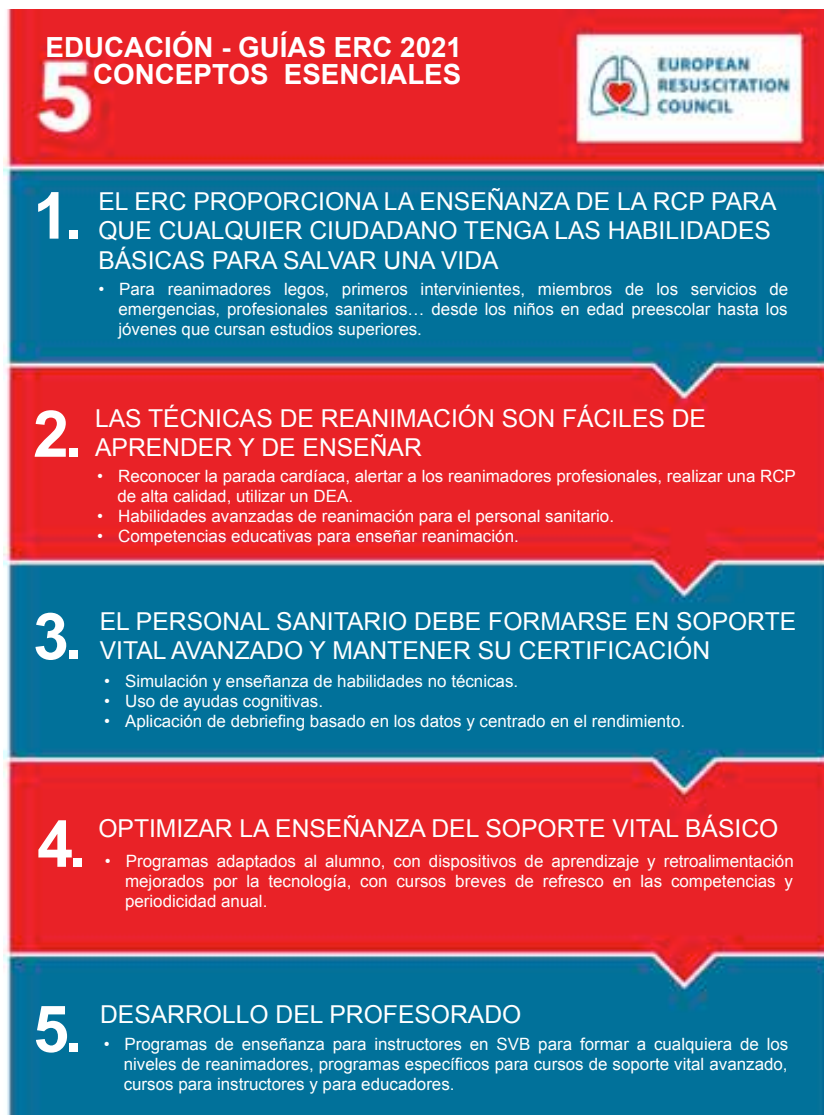 EDUCACIÓN - GUÍAS ERC 2021
5 CONCEPTOS ESENCIALES
EUROPEAN
RESUSCITATION
COUNCIL
1. EL ERC PROPORCIONA LA ENSEÑANZA DE LA RCP PARA
QUE CUALQUIER CIUDADANO TENGA LAS HABILIDADES
BÁSICAS PARA SALVAR UNA VIDA
• Para reanimadores legos, primeros intervinientes, miembros de los servicios de
emergencias, profesionales sanitarios… desde los niños en edad preescolar hasta los
jóvenes que cursan estudios superiores.
2. LAS TÉCNICAS DE REANIMACIÓN SON FÁCILES DE
APRENDER Y DE ENSEÑAR
• Reconocer la parada cardíaca, alertar a los reanimadores profesionales, realizar una RCP
de alta calidad, utilizar un DEA.
• Habilidades avanzadas de reanimación para el personal sanitario.
• Competencias educativas para enseñar reanimación.
3. EL PERSONAL SANITARIO DEBE FORMARSE EN SOPORTE
VITAL AVANZADO Y MANTENER SU CERTIFICACIÓN
• Simulación y enseñanza de habilidades no técnicas.
• Uso de ayudas cognitivas.
• Aplicación de debriefing basado en los datos y centrado en el rendimiento.
4. OPTIMIZAR LA ENSEÑANZA DEL SOPORTE VITAL BÁSICO
• Programas adaptados al alumno, con dispositivos de aprendizaje y retroalimentación
mejorados por la tecnología, con cursos breves de refresco en las competencias y
periodicidad anual.
5. DESARROLLO DEL PROFESORADO
• Programas de enseñanza para instructores en SVB para formar a cualquiera de los
niveles de reanimadores, programas específicos para cursos de soporte vital avanzado,
cursos para instructores y para educadores.